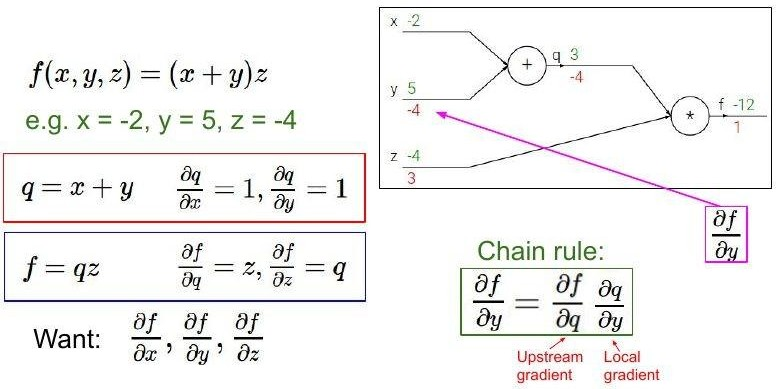 f(x, y, z) = (x + y)z
e.g. x = -2, y = 5, z = -4
q = x + y    ∂q/∂x = 1, ∂q/∂y = 1
f = qz    ∂f/∂q = z, ∂f/∂z = q
Want: ∂f/∂x, ∂f/∂y, ∂f/∂z
x -2
+
q 3
-4
y 5
-4
*
f -12
1
z -4
3
∂f/∂y
Chain rule:
∂f/∂y = ∂f/∂q ∂q/∂y
Upstream
gradient
Local
gradient